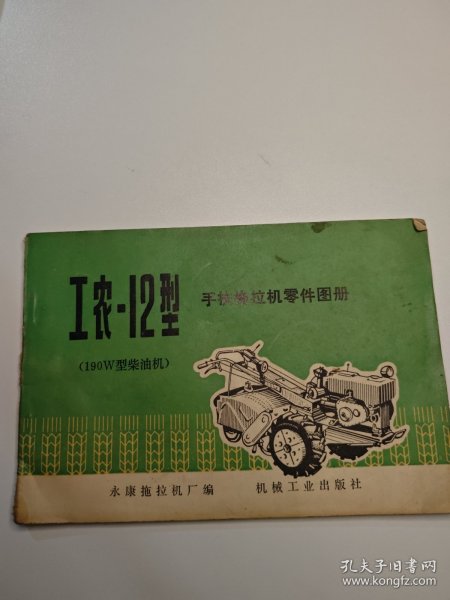 工农-12型
手扶拖拉机零件图册
(190W型柴油机)
永康拖拉机厂编 机械工业出版社
孔夫子旧书网
www.kongfz.com